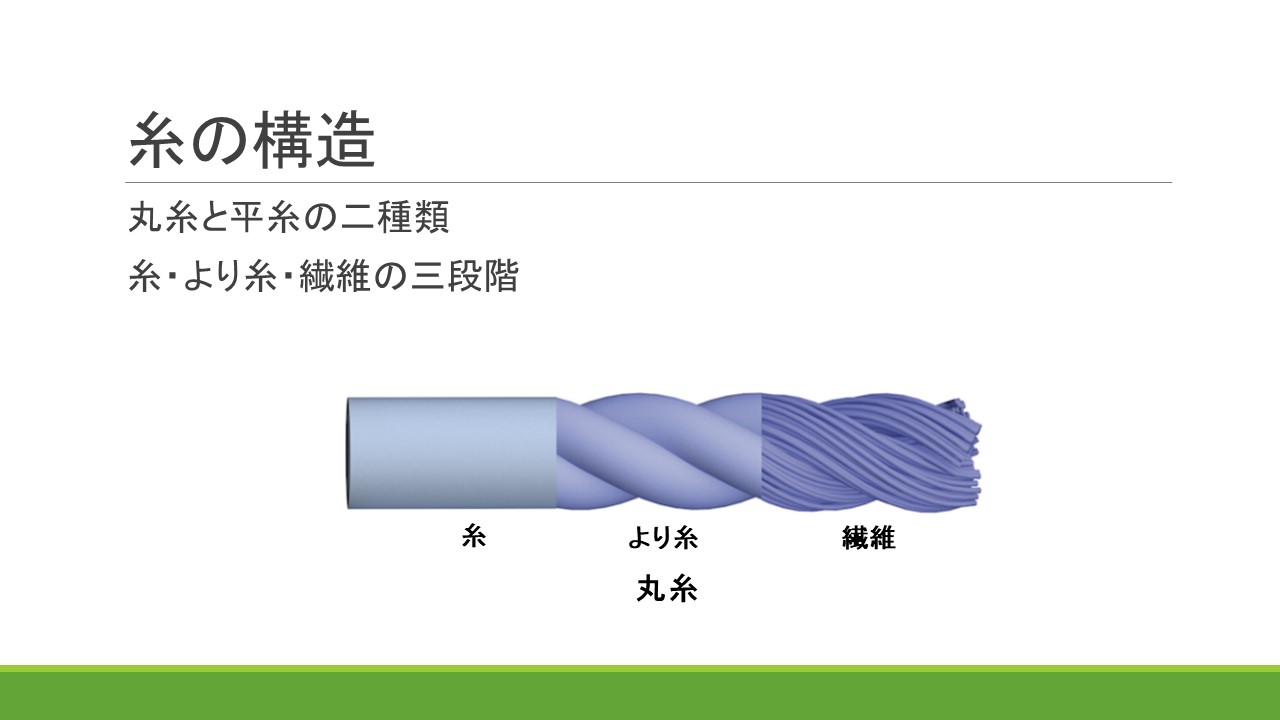 糸の構造
丸糸と平糸の二種類
糸・より糸・繊維の三段階
糸
より糸
繊維
丸糸